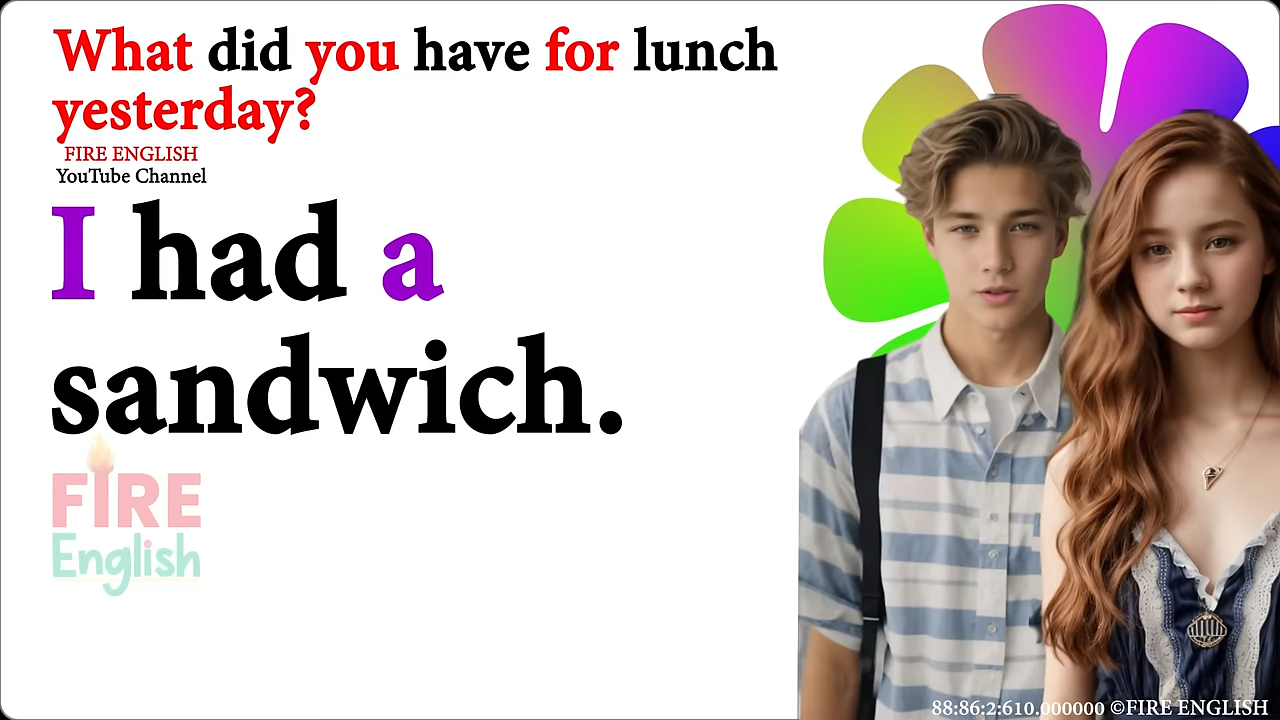 What did you have for lunch
yesterday?
FIRE ENGLISH
YouTube Channel
I had a
sandwich.
FIRE
English
88:86:2:610.000000 ©FIRE ENGLISH